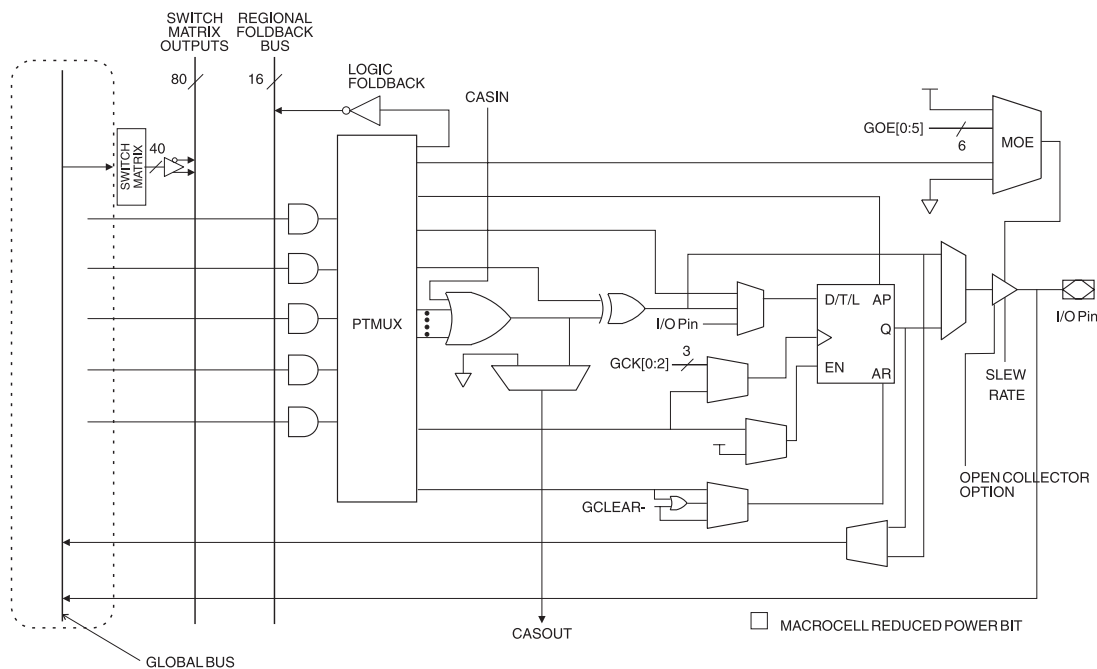 SWITCH
MATRIX
OUTPUTS
REGIONAL
FOLDBACK
BUS
80
16
LOGIC
FOLDBACK
CASIN
SWITCH
MATRIX
40
GOE[0:5]
6
MOE
PTMUX
I/O Pin
D/T/L
AP
Q
EN
AR
GCK[0:2]
3
I/O Pin
SLEW
RATE
OPEN COLLECTOR
OPTION
GCLEAR-
CASOUT
MACROCELL REDUCED POWER BIT
GLOBAL BUS